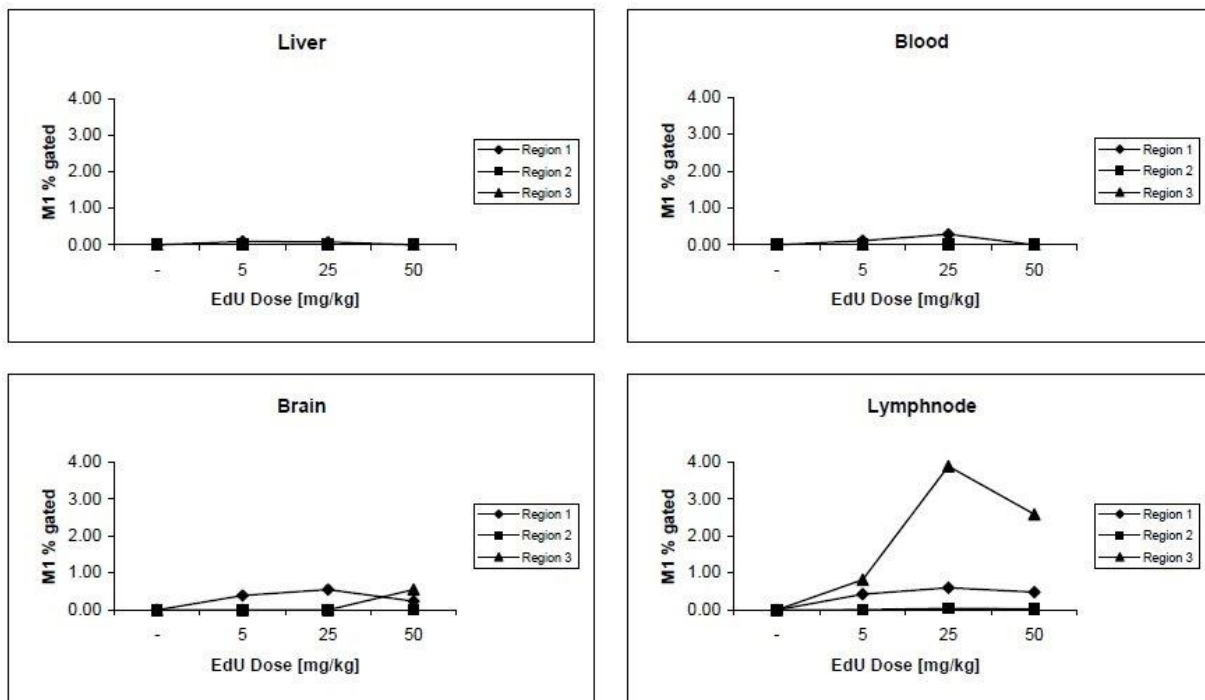 Liver
4.00
3.00
2.00
1.00
0.00
M1 % gated
- 5 25 50
EdU Dose [mg/kg]
Region 1
Region 2
Region 3
Blood
4.00
3.00
2.00
1.00
0.00
M1 % gated
- 5 25 50
EdU Dose [mg/kg]
Region 1
Region 2
Region 3
Brain
4.00
3.00
2.00
1.00
0.00
M1 % gated
- 5 25 50
EdU Dose [mg/kg]
Region 1
Region 2
Region 3
Lymphnode
4.00
3.00
2.00
1.00
0.00
M1 % gated
- 5 25 50
EdU Dose [mg/kg]
Region 1
Region 2
Region 3